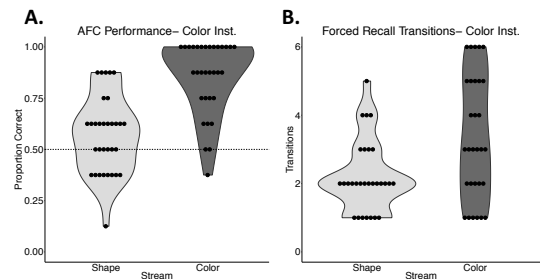 A.
AFC Performance– Color Inst.
Proportion Correct
1.00
0.75
0.50
0.25
0.00
Shape
Color
Stream
B.
Forced Recall Transitions– Color Inst.
Transitions
6
4
2
0
Shape
Color
Stream